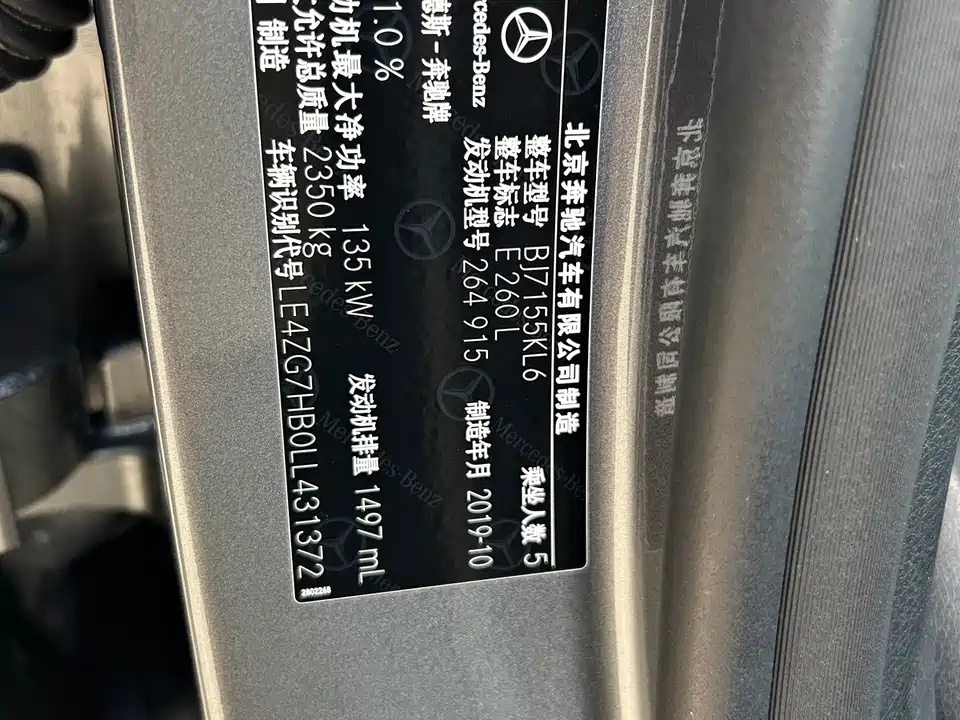 北京奔驰汽车有限公司制造
Mercedes-Benz
整车型号 BJ7155KL6 乘坐人数 5
整车标志 E 260 L
发动机型号 264 915 制造年月 2019-10
德斯-奔驰牌
1.0 %
机最大净功率 135 kW 发动机排量 1497 mL
允许总质量 2350 kg
制造 车辆识别代号 LE4ZG7HB0LL431372
2802268